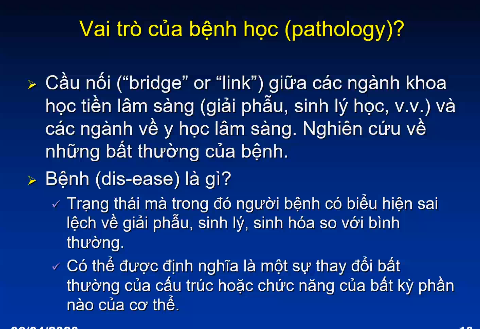 Vai trò của bệnh học (pathology)?
Cầu nối (“bridge” or “link”) giữa các ngành khoa
học tiền lâm sàng (giải phẫu, sinh lý học, v.v.) và
các ngành về y học lâm sàng. Nghiên cứu về
những bất thường của bệnh.
Bệnh (dis-ease) là gì?
Trạng thái mà trong đó người bệnh có biểu hiện sai
lệch về giải phẫu, sinh lý, sinh hóa so với bình
thường.
Có thể được định nghĩa là một sự thay đổi bất
thường của cấu trúc hoặc chức năng của bất kỳ phần
nào của cơ thể.